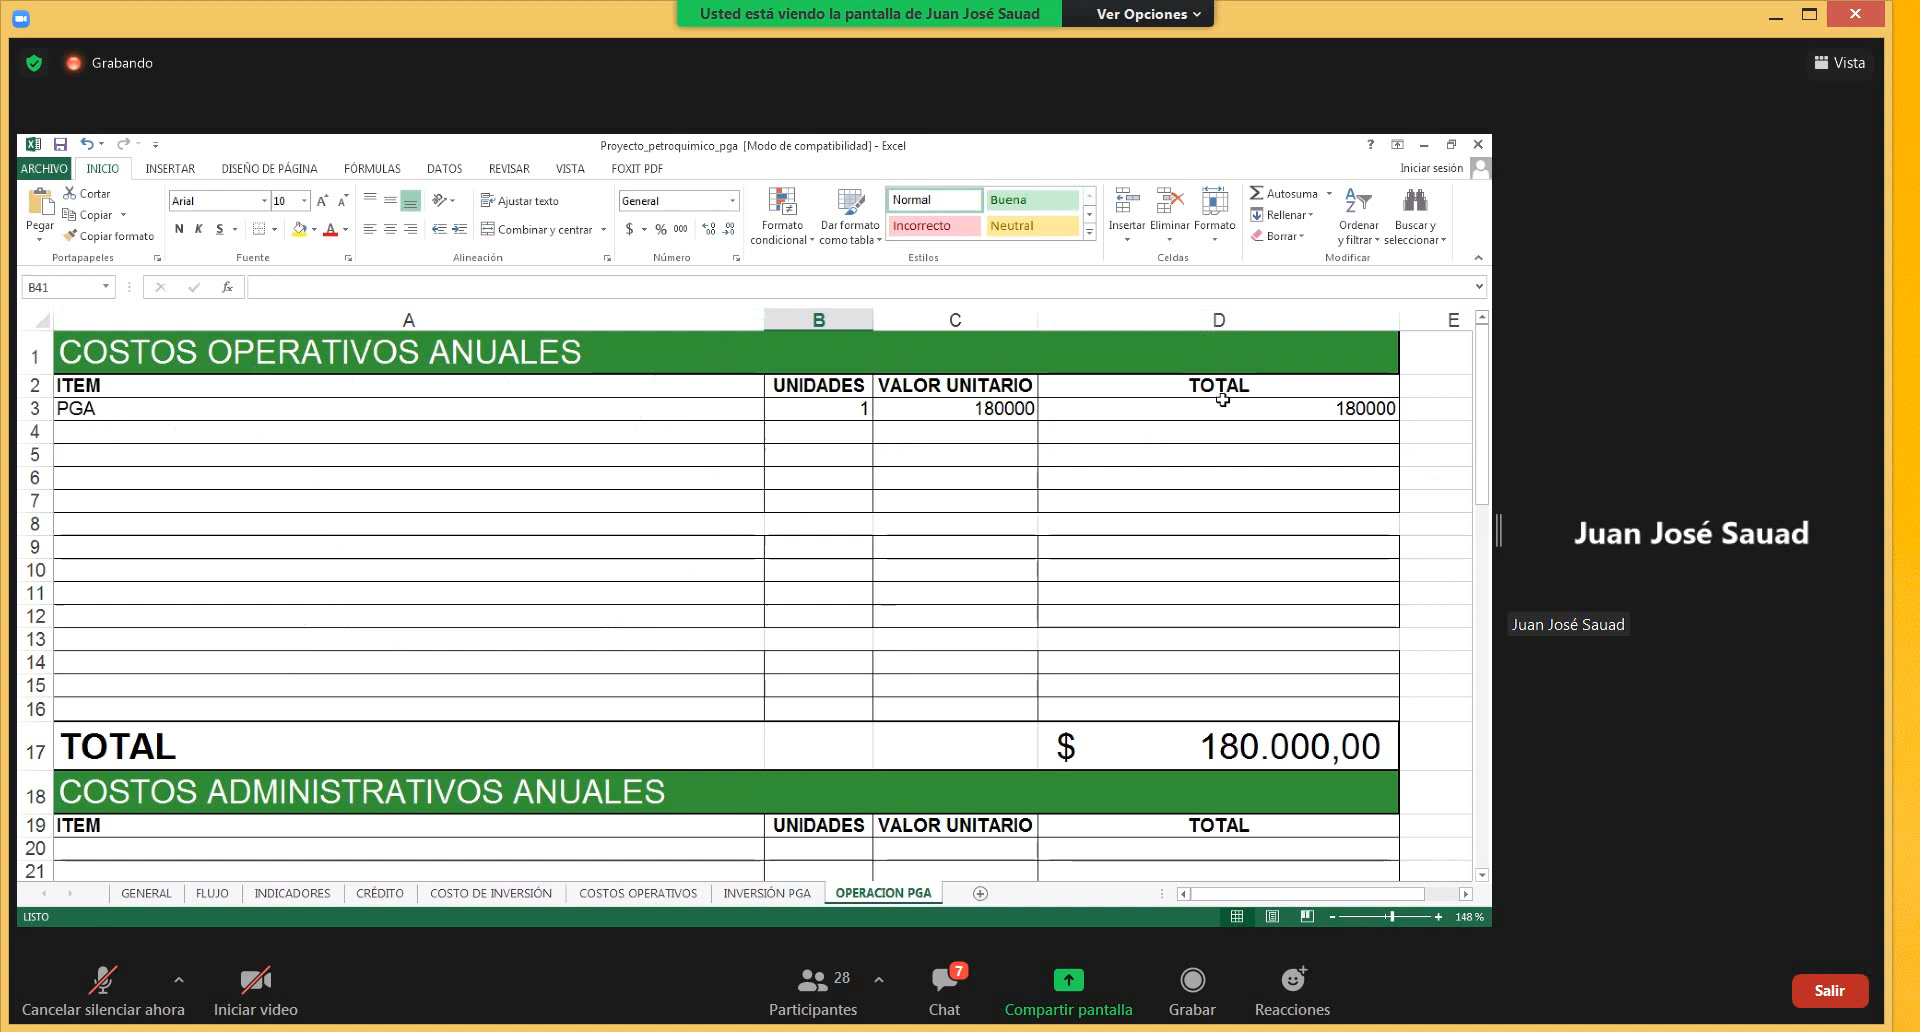 Usted está viendo la pantalla de Juan José Sauad
Ver Opciones
Grabando
Vista
Proyecto_petroquimico_pga [Modo de compatibilidad] - Excel
?
ARCHIVO INICIO INSERTAR DISEÑO DE PÁGINA FÓRMULAS DATOS REVISAR VISTA FOXIT PDF
Iniciar sesión
Pegar
Cortar
Copiar
Copiar formato
Portapapeles
Arial 10
N K S
Fuente
Ajustar texto
Combinar y centrar
Alineación
General
$ % 000
Número
Formato condicional
Dar formato como tabla
Normal Buena
Incorrecto Neutral
Estilos
Insertar Eliminar Formato
Celdas
Autosuma
Rellenar
Borrar
Ordenar y filtrar
Buscar y seleccionar
Modificar
B41
fx
A B C D E
1 COSTOS OPERATIVOS ANUALES
2 ITEM UNIDADES VALOR UNITARIO TOTAL
3 PGA 1 180000 180000
4
5
6
7
8
9
10
11
12
13
14
15
16
17 TOTAL $ 180.000,00
18 COSTOS ADMINISTRATIVOS ANUALES
19 ITEM UNIDADES VALOR UNITARIO TOTAL
20
21
GENERAL FLUJO INDICADORES CRÉDITO COSTO DE INVERSIÓN COSTOS OPERATIVOS INVERSIÓN PGA OPERACION PGA
LISTO
148 %
Juan José Sauad
Juan José Sauad
Cancelar silenciar ahora
Iniciar video
28
Participantes
7
Chat
Compartir pantalla
Grabar
Reacciones
Salir